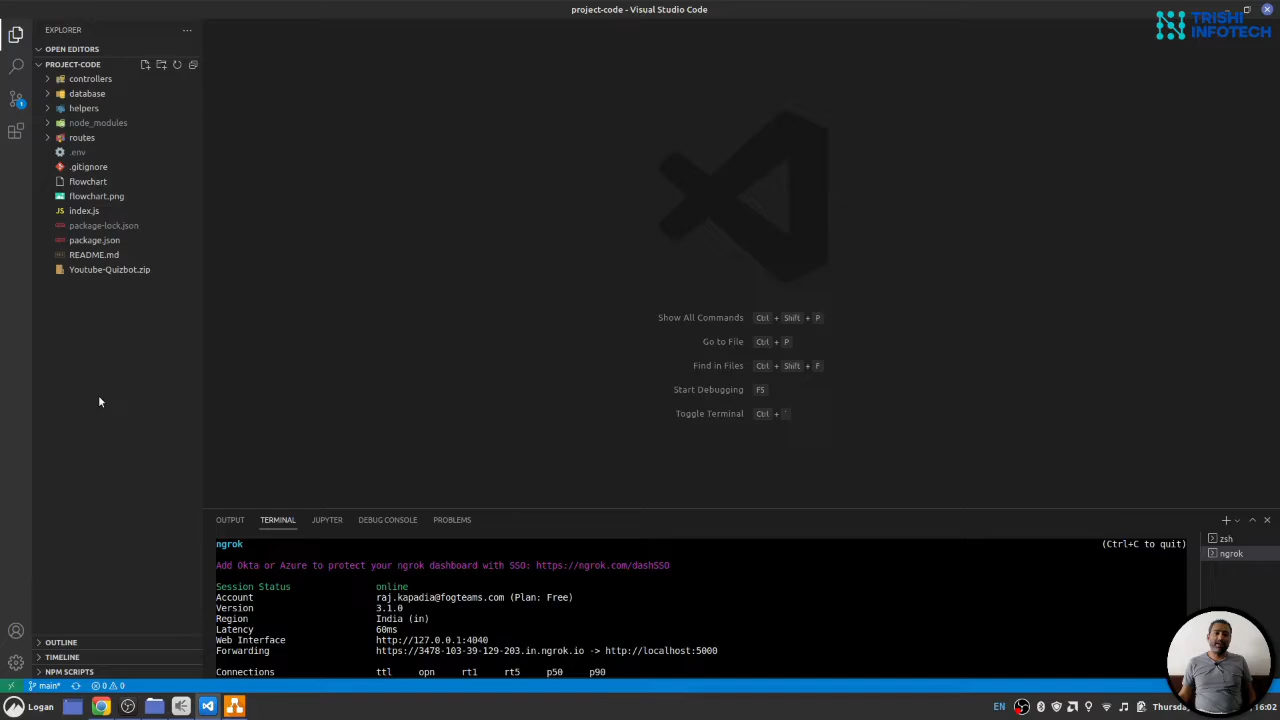 project-code - Visual Studio Code
TRISHI
INFOTECH
EXPLORER
OPEN EDITORS
PROJECT-CODE
controllers
database
helpers
node_modules
routes
.env
.gitignore
flowchart
flowchart.png
JS index.js
package-lock.json
package.json
README.md
Youtube-Quizbot.zip
Show All Commands Ctrl + Shift + P
Go to File Ctrl + P
Find in Files Ctrl + Shift + F
Start Debugging F5
Toggle Terminal Ctrl + `
OUTPUT TERMINAL JUPYTER DEBUG CONSOLE PROBLEMS
ngrok (Ctrl+C to quit)
zsh
ngrok
Add Okta or Azure to protect your ngrok dashboard with SSO: https://ngrok.com/dashSSO
Session Status online
Account raj.kapadia@fogteams.com (Plan: Free)
Version 3.1.0
Region India (in)
Latency 60ms
Web Interface http://127.0.0.1:4040
Forwarding https://3478-103-39-129-203.in.ngrok.io -> http://localhost:5000
Connections ttl opn rt1 rt5 p50 p90
OUTLINE
TIMELINE
NPM SCRIPTS
main* 0 0
Logan
EN
Thursday
16:02